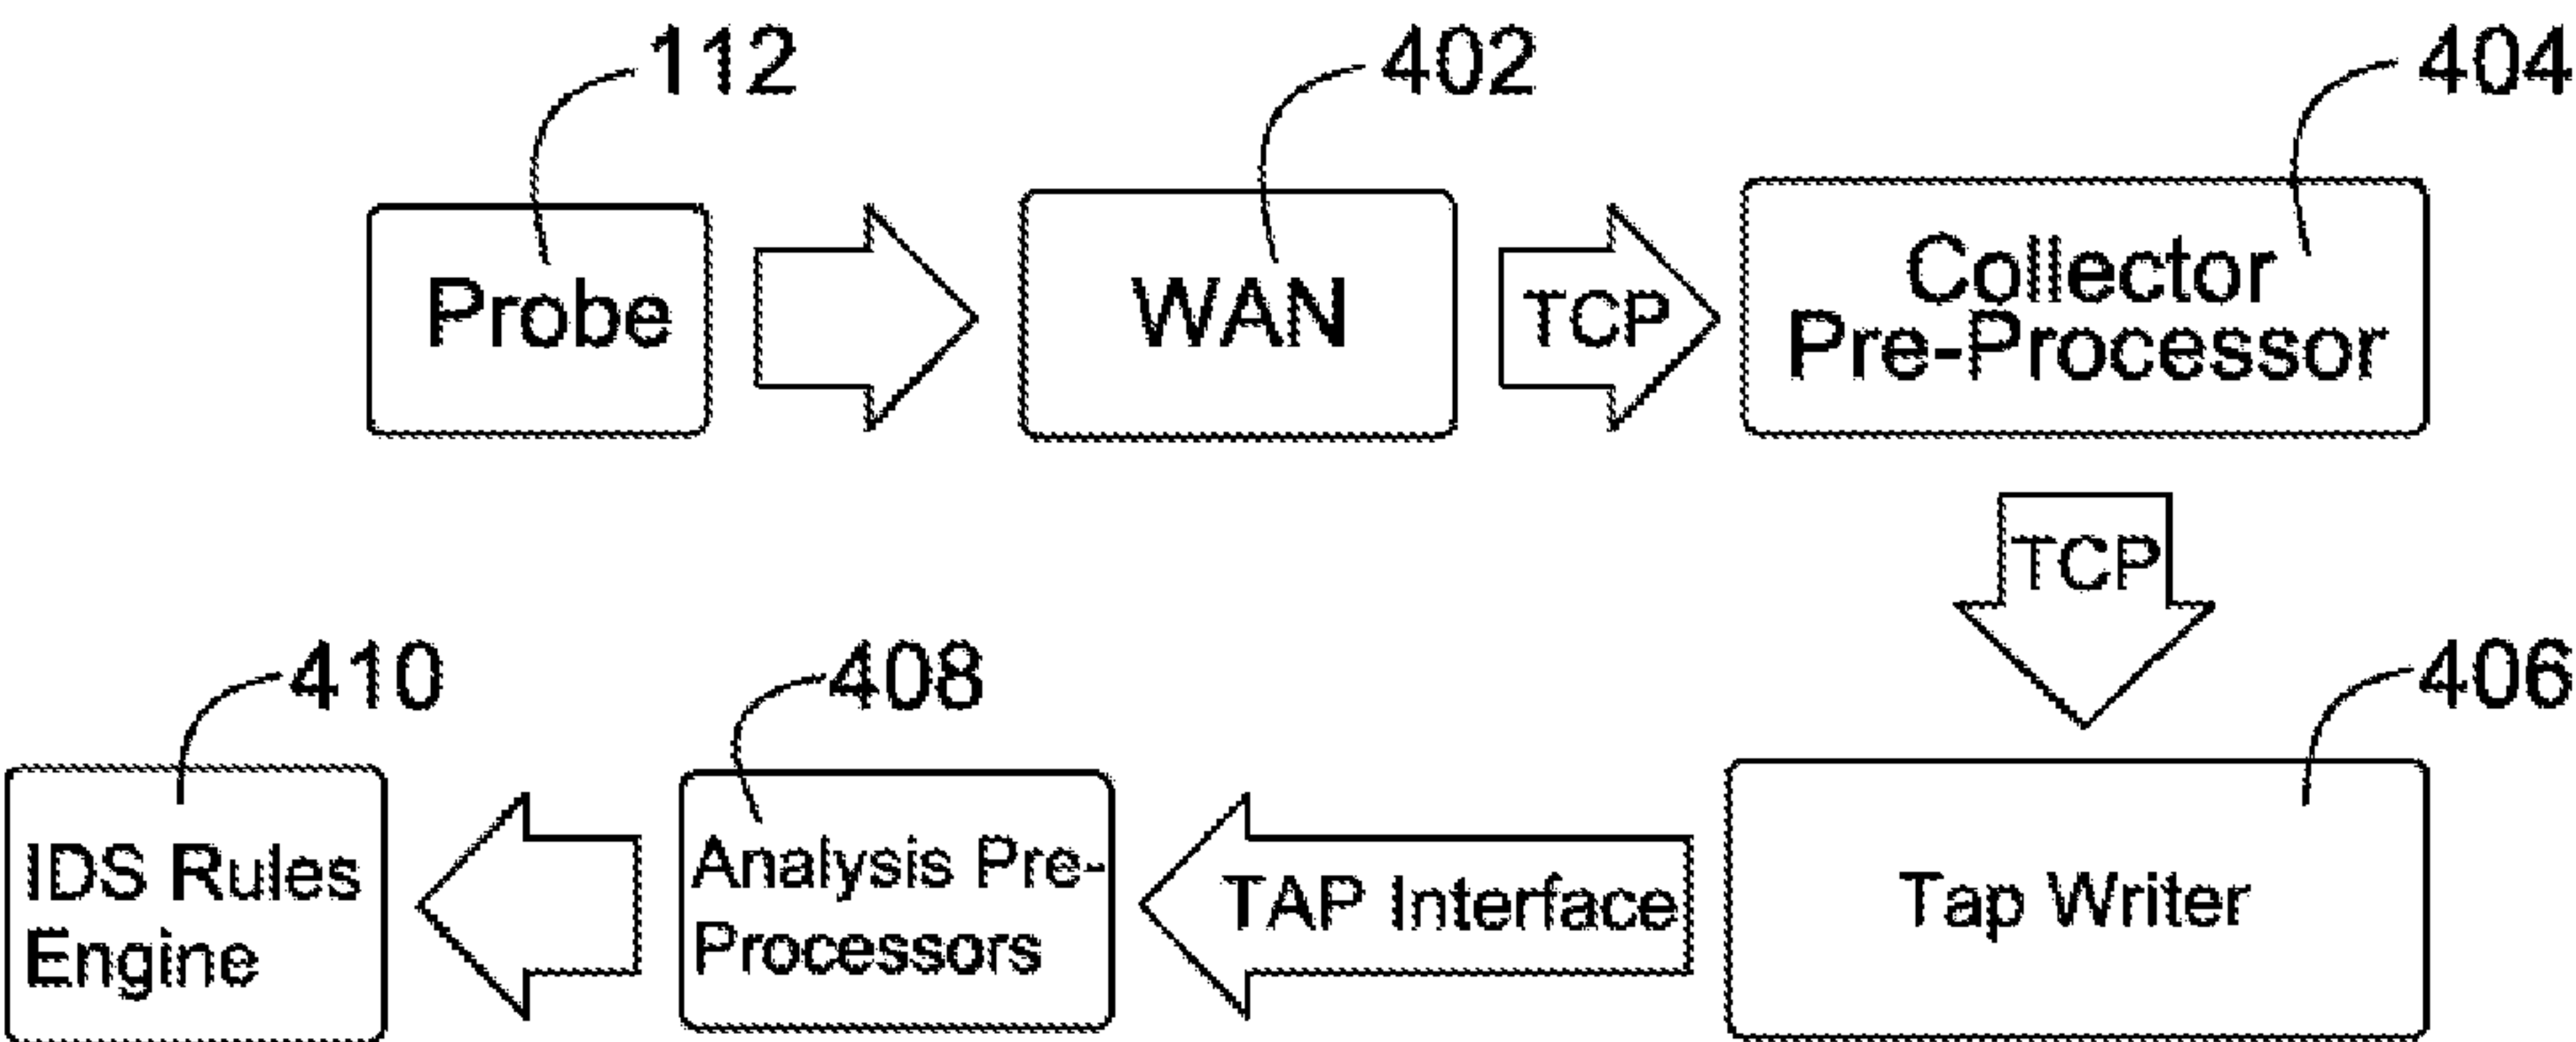 112
402
404
Probe
WAN
TCP
Collector
Pre-Processor
TCP
410
408
406
IDS Rules
Engine
Analysis Pre-
Processors
TAP Interface
Tap Writer